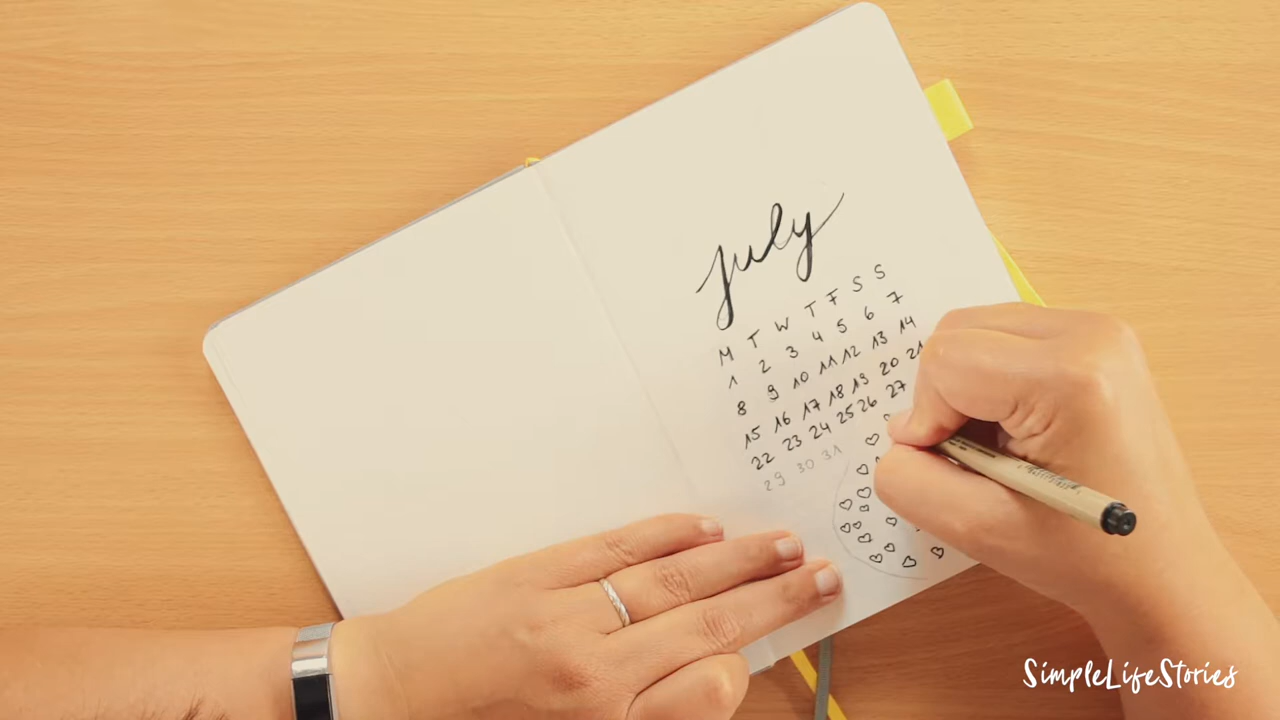 july
M T W T F S S
1 2 3 4 5 6 7
8 9 10 11 12 13 14
15 16 17 18 19 20 21
22 23 24 25 26 27
29 30 31
SimpleLifeStories